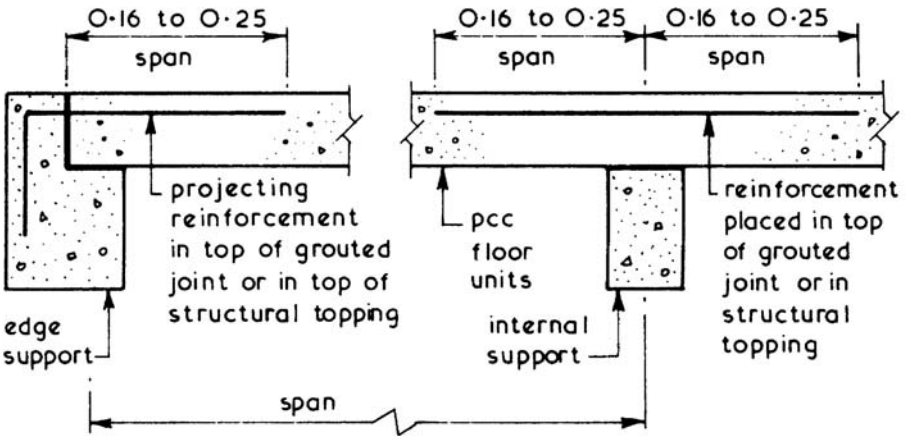 0·16 to 0·25
span
0·16 to 0·25
span
0·16 to 0·25
span
projecting
reinforcement
in top of grouted
joint or in top of
structural topping
edge
support
pcc
floor
units
internal
support
reinforcement
placed in top
of grouted
joint or in
structural
topping
span